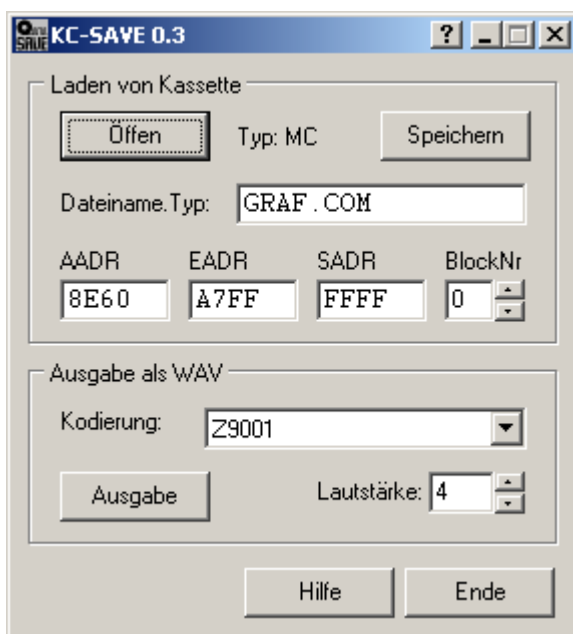 KC-SAVE 0.3
Laden von Kassette
Öffen Typ: MC Speichern
Dateiname.Typ: GRAF.COM
AADR EADR SADR BlockNr
8E60 A7FF FFFF 0
Ausgabe als WAV
Kodierung: Z9001
Ausgabe Lautstärke: 4
Hilfe Ende